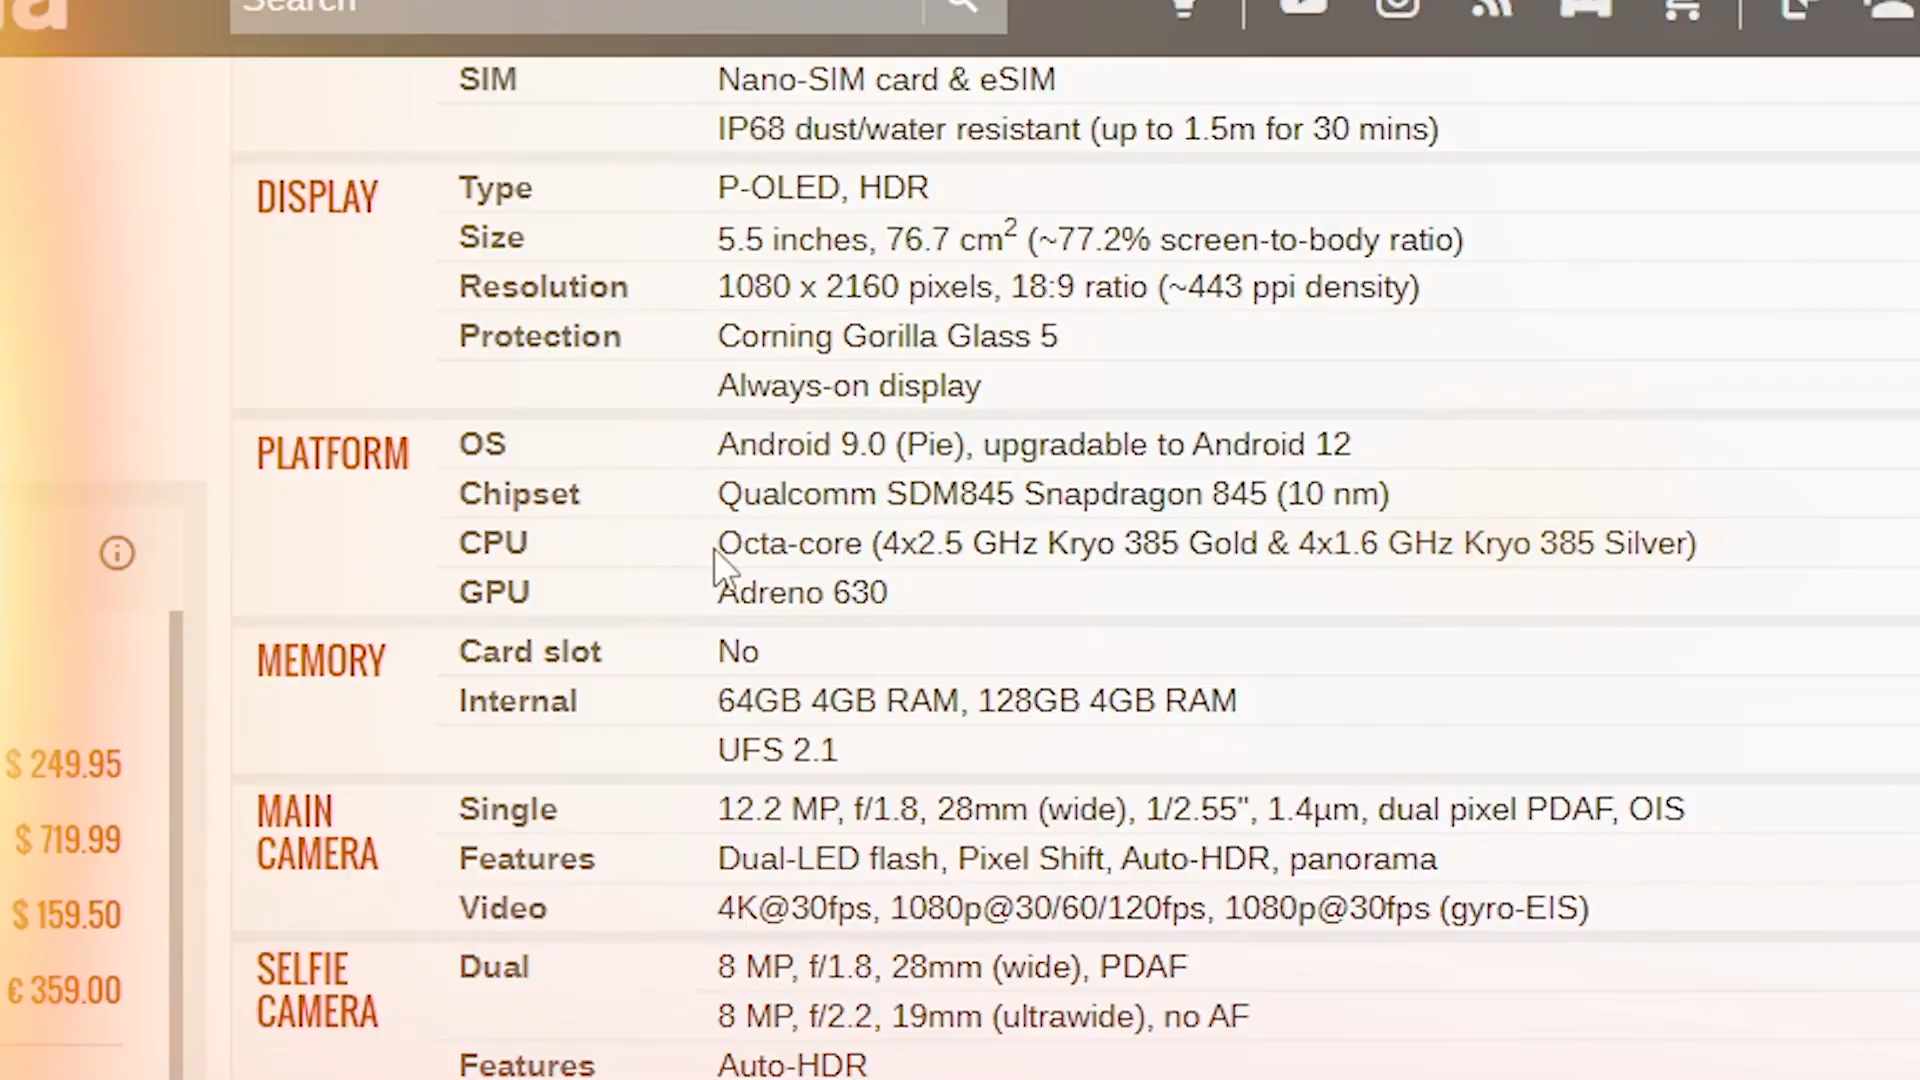 Search
SIM Nano-SIM card & eSIM
IP68 dust/water resistant (up to 1.5m for 30 mins)
DISPLAY Type P-OLED, HDR
Size 5.5 inches, 76.7 cm2 (~77.2% screen-to-body ratio)
Resolution 1080 x 2160 pixels, 18:9 ratio (~443 ppi density)
Protection Corning Gorilla Glass 5
Always-on display
PLATFORM OS Android 9.0 (Pie), upgradable to Android 12
Chipset Qualcomm SDM845 Snapdragon 845 (10 nm)
CPU Octa-core (4x2.5 GHz Kryo 385 Gold & 4x1.6 GHz Kryo 385 Silver)
GPU Adreno 630
MEMORY Card slot No
Internal 64GB 4GB RAM, 128GB 4GB RAM
UFS 2.1
$ 249.95
$ 719.99
$ 159.50
€ 359.00
MAIN CAMERA Single 12.2 MP, f/1.8, 28mm (wide), 1/2.55", 1.4µm, dual pixel PDAF, OIS
Features Dual-LED flash, Pixel Shift, Auto-HDR, panorama
Video 4K@30fps, 1080p@30/60/120fps, 1080p@30fps (gyro-EIS)
SELFIE CAMERA Dual 8 MP, f/1.8, 28mm (wide), PDAF
8 MP, f/2.2, 19mm (ultrawide), no AF
Features Auto-HDR